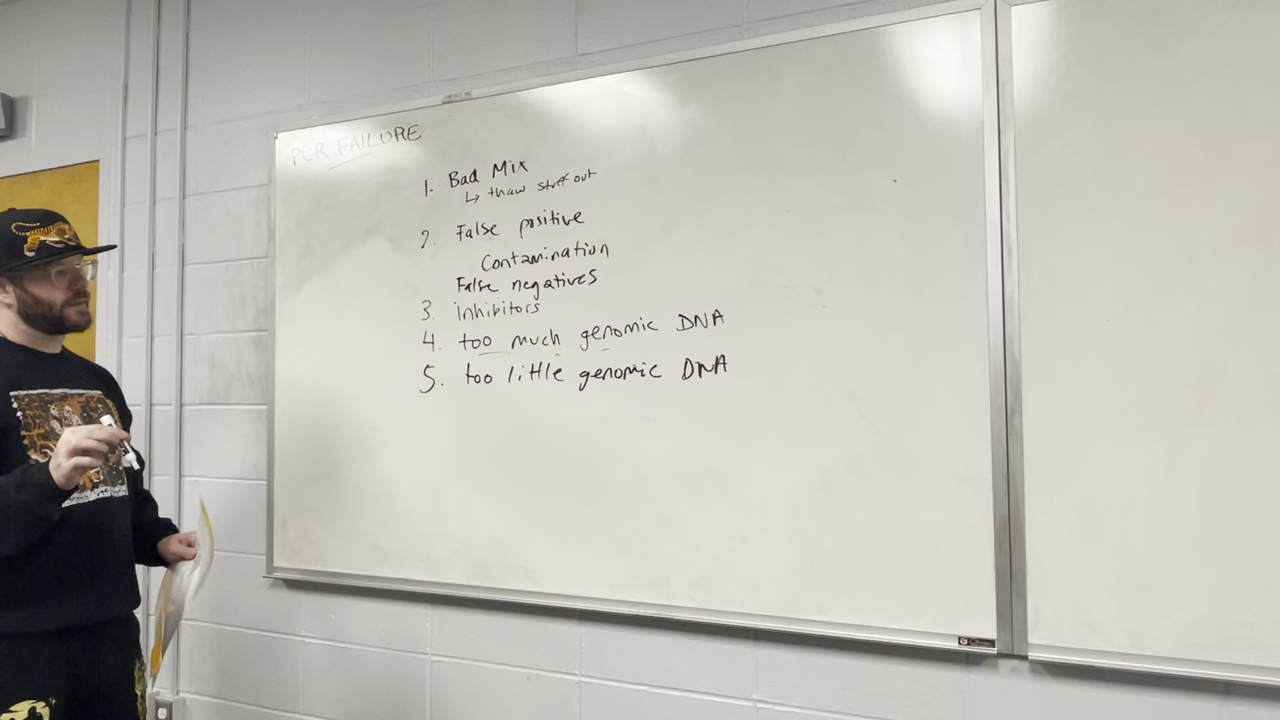 PCR FAILURE
1. Bad Mix
↳ thaw stuff out
2. False positive
Contamination
False negatives
3. inhibitors
4. too much genomic DNA
5. too little genomic DNA